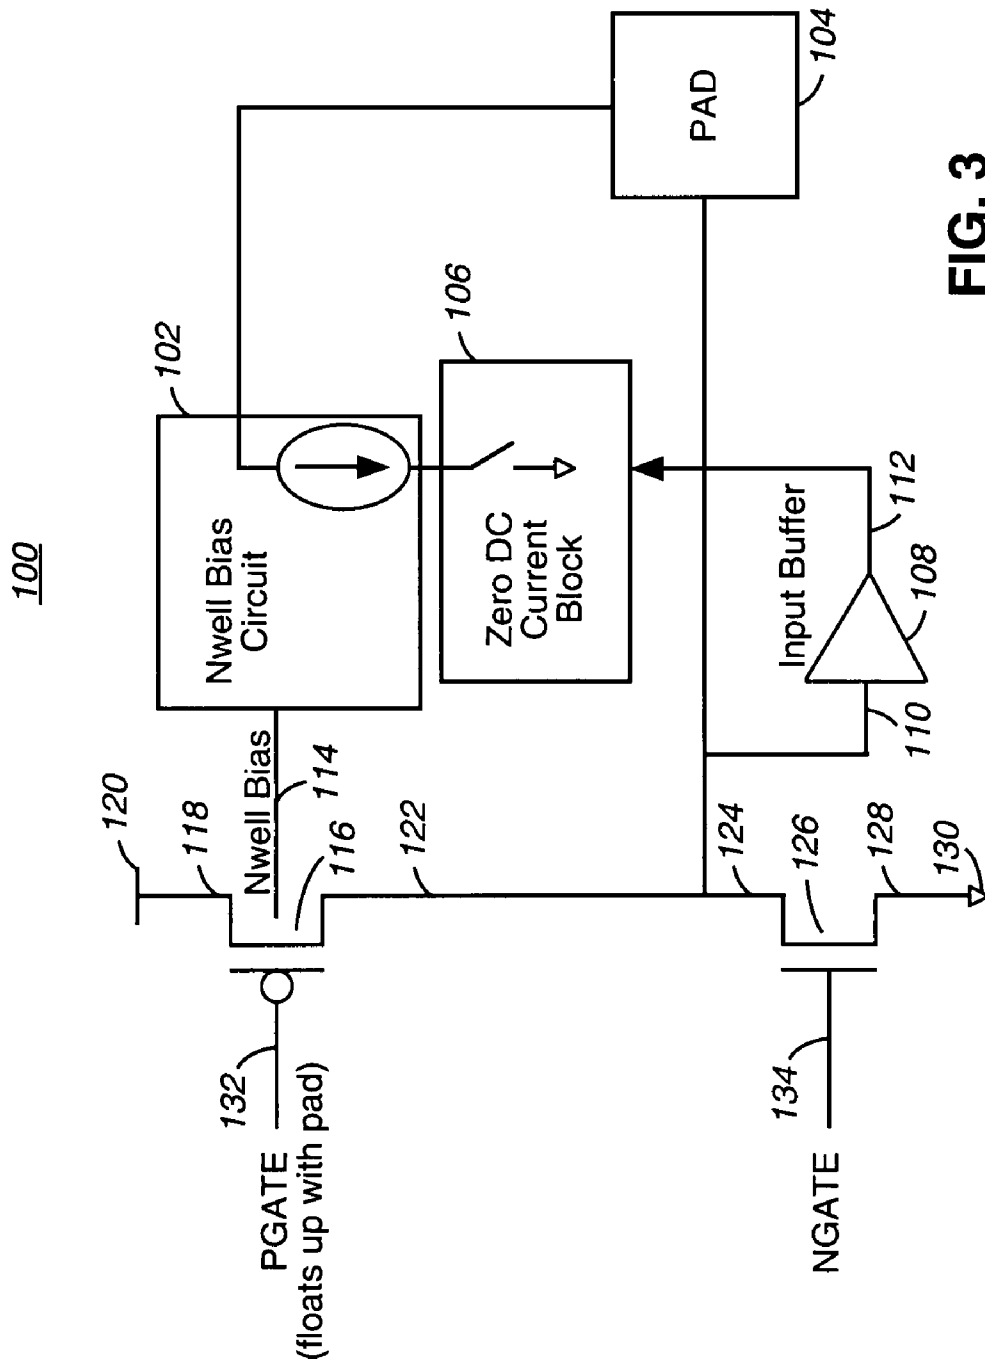 100
120
118
Nwell Bias
114
116
122
Nwell Bias
Circuit
102
Zero DC
Current
Block
106
PAD
104
Input Buffer
112
108
110
124
126
128
130
132
PGATE
(floats up with pad)
134
NGATE
FIG. 3